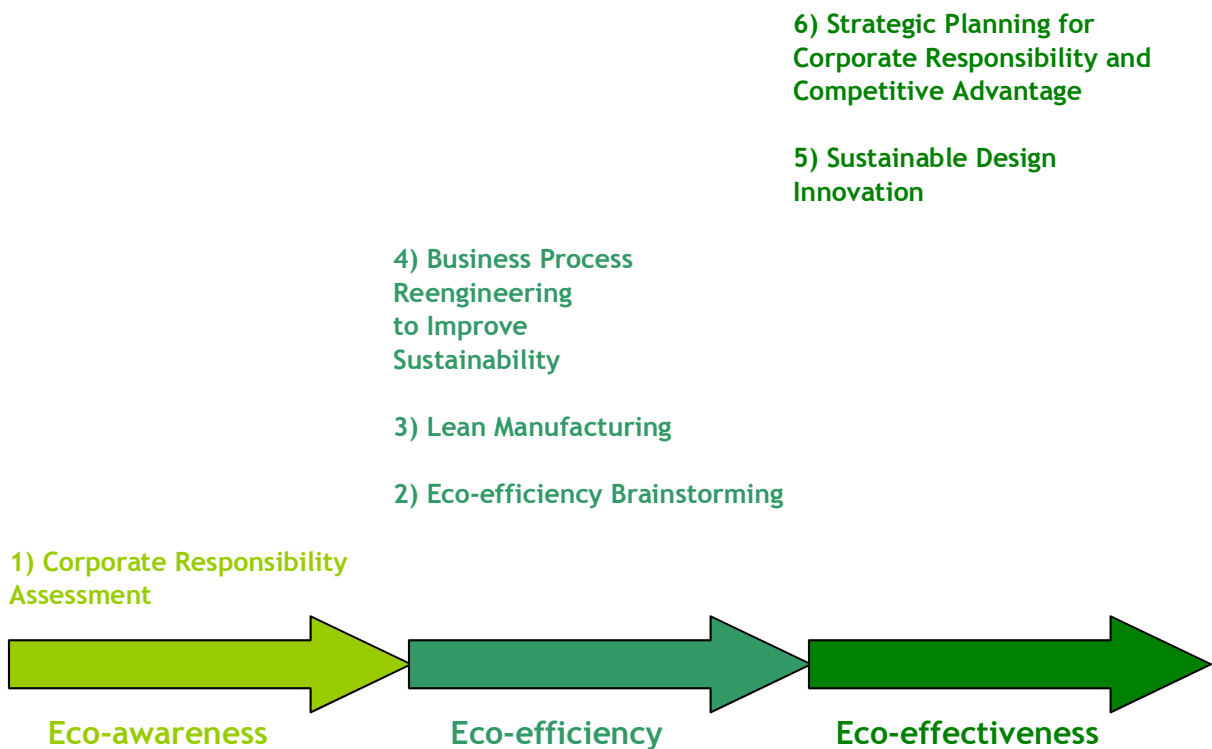 6) Strategic Planning for
Corporate Responsibility and
Competitive Advantage
5) Sustainable Design
Innovation
4) Business Process
Reengineering
to Improve
Sustainability
3) Lean Manufacturing
2) Eco-efficiency Brainstorming
1) Corporate Responsibility
Assessment
Eco-awareness
Eco-efficiency
Eco-effectiveness